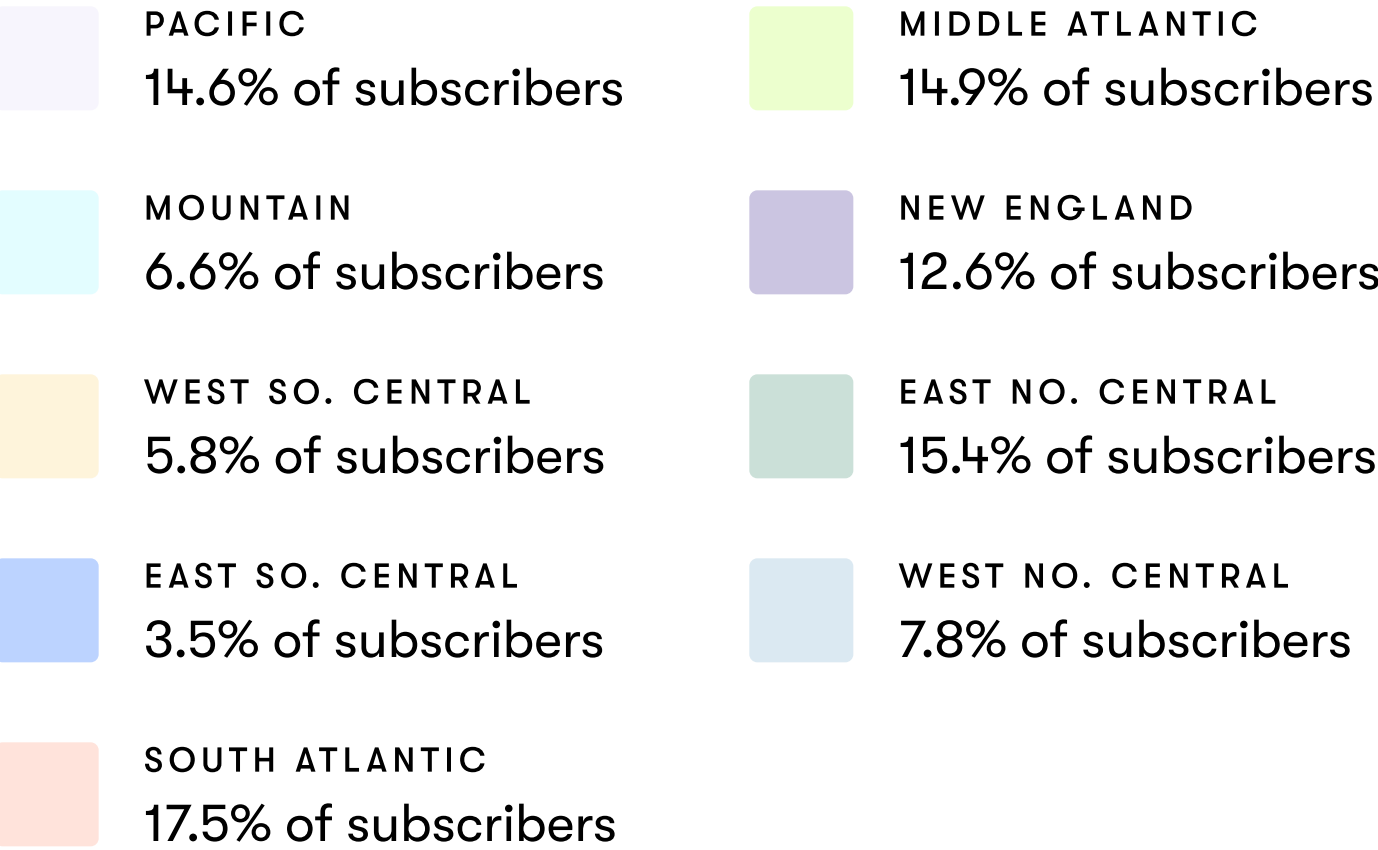 PACIFIC
14.6% of subscribers
MOUNTAIN
6.6% of subscribers
WEST SO. CENTRAL
5.8% of subscribers
EAST SO. CENTRAL
3.5% of subscribers
SOUTH ATLANTIC
17.5% of subscribers
MIDDLE ATLANTIC
14.9% of subscribers
NEW ENGLAND
12.6% of subscribers
EAST NO. CENTRAL
15.4% of subscribers
WEST NO. CENTRAL
7.8% of subscribers